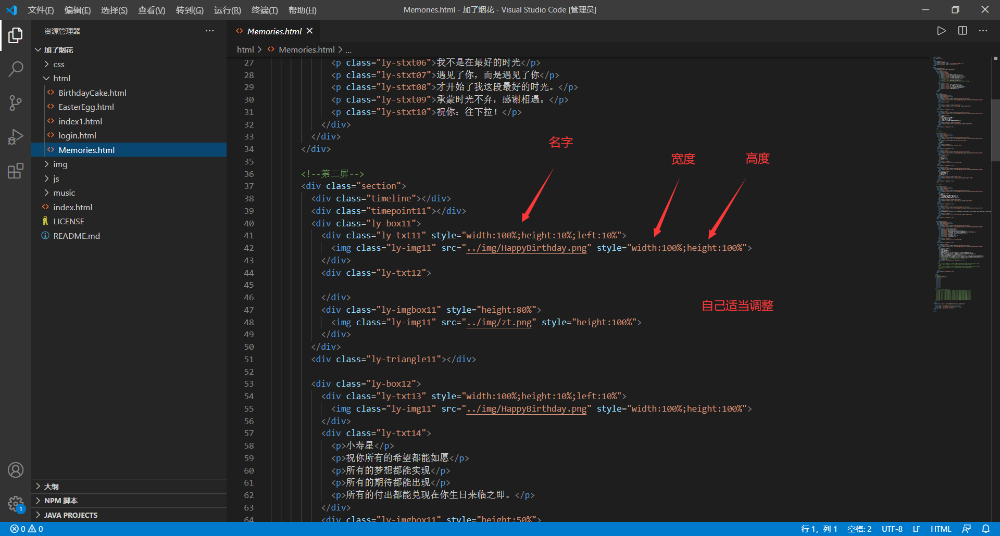 文件(F) 编辑(E) 选择(S) 查看(V) 转到(G) 运行(R) 终端(T) 帮助(H) Memories.html - 加了烟花 - Visual Studio Code [管理员]
资源管理器
加了烟花
css
html
BirthdayCake.html
EasterEgg.html
index1.html
login.html
Memories.html
img
js
music
index.html
LICENSE
README.md
大纲
NPM 脚本
JAVA PROJECTS
1
Memories.html
html > Memories.html > ...
27 <p class="ly-stxt06">我不是在最好的时光</p>
28 <p class="ly-stxt07">遇见了你，而是遇见了你</p>
29 <p class="ly-stxt08">才开始了我这段最好的时光。</p>
30 <p class="ly-stxt09">承蒙时光不弃，感谢相遇。</p>
31 <p class="ly-stxt10">祝你：往下拉！</p>
32 </div>
33 </div>
34 </div>
35
36 <!--第二屏-->
37 <div class="section">
38 <div class="timeline"></div>
39 <div class="timepoint11"></div>
40 <div class="ly-box11">
41 <div class="ly-txt11" style="width:100%;height:10%;left:10%">
42 <img class="ly-img11" src="../img/HappyBirthday.png" style="width:100%;height:100%">
43 </div>
44 <div class="ly-txt12">
45
46 </div>
47 <div class="ly-imgbox11" style="height:80%">
48 <img class="ly-img11" src="../img/zt.png" style="height:100%">
49 </div>
50 </div>
51 <div class="ly-triangle11"></div>
52
53 <div class="ly-box12">
54 <div class="ly-txt13" style="width:100%;height:10%;left:10%">
55 <img class="ly-img11" src="../img/HappyBirthday.png" style="width:100%;height:100%">
56 </div>
57 <div class="ly-txt14">
58 <p>小寿星</p>
59 <p>祝你所有的希望都能如愿</p>
60 <p>所有的梦想都能实现</p>
61 <p>所有的期待都能出现</p>
62 <p>所有的付出都能兑现在你生日来临之即。</p>
63 </div>
64 <div class="ly-imgbox11" style="height:50%">
名字
宽度
高度
自己适当调整
0 0 行 1，列 1 空格: 2 UTF-8 LF HTML